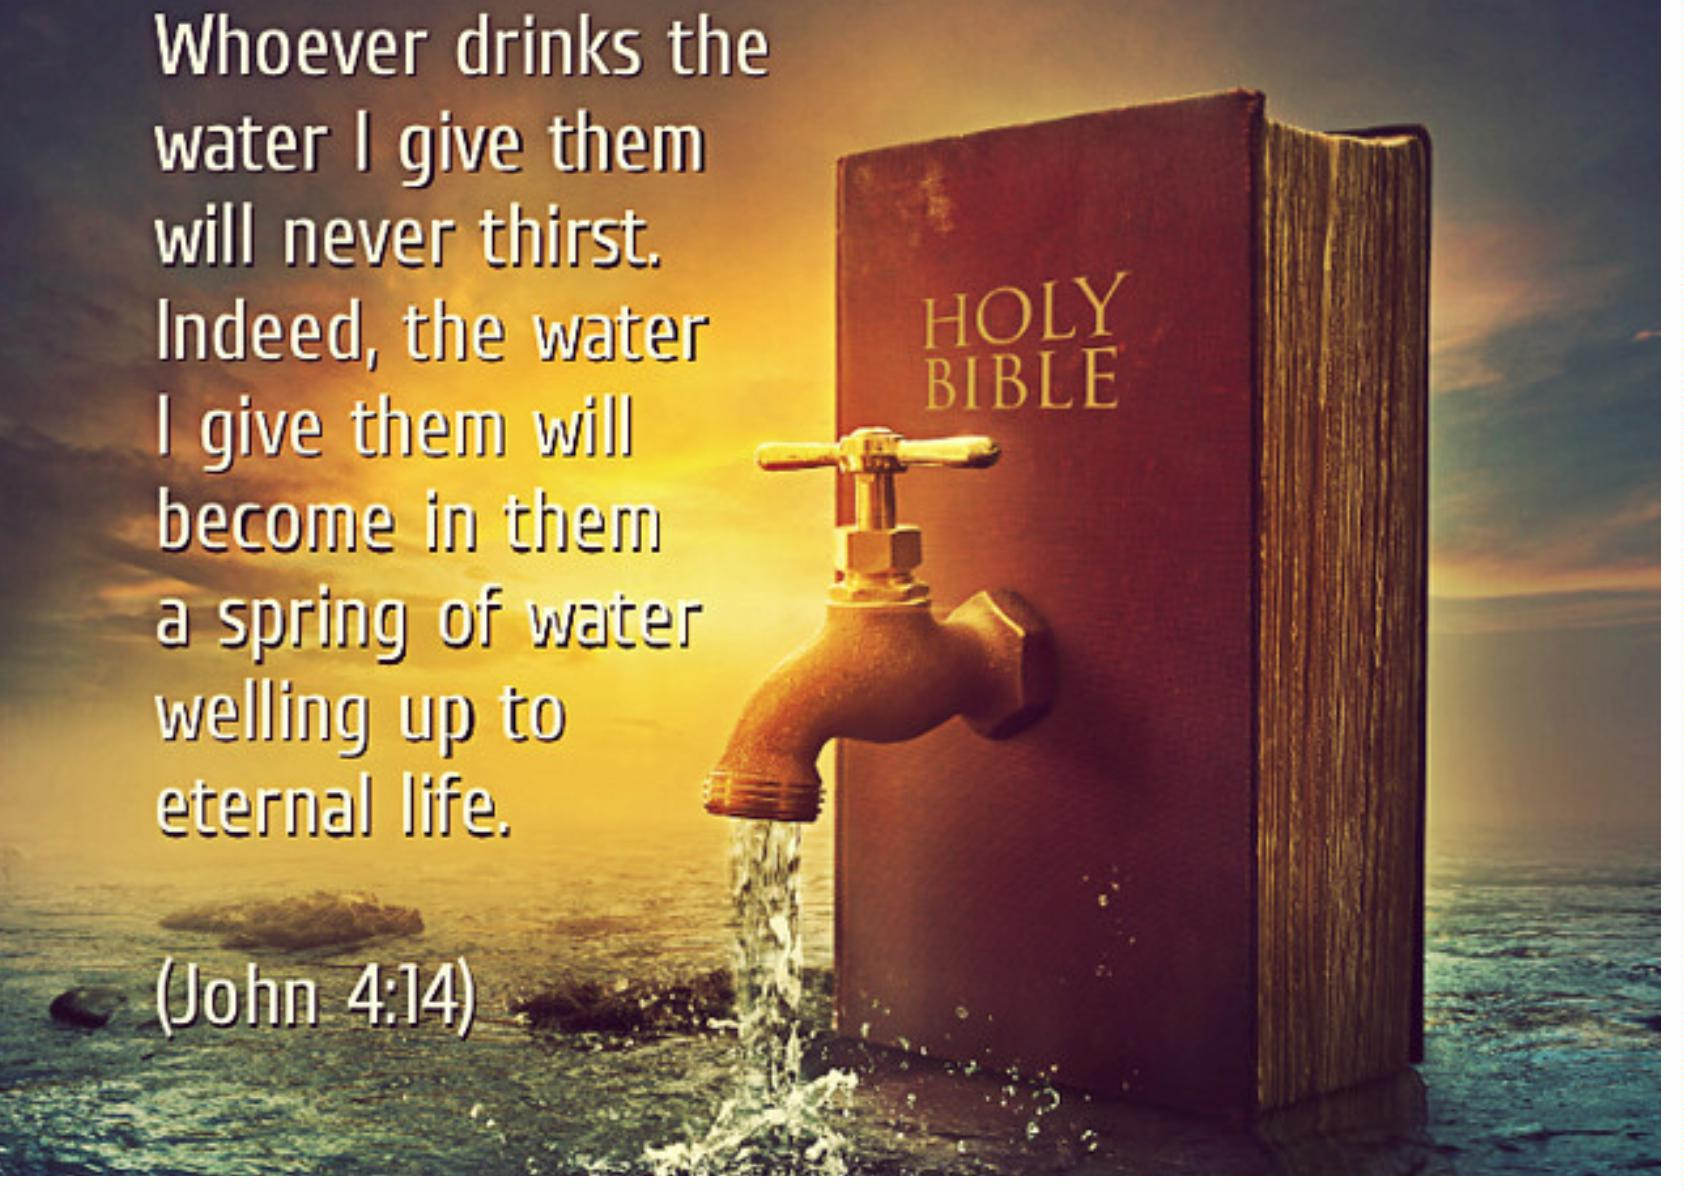 Whoever drinks the
water I give them
will never thirst.
Indeed, the water
I give them will
become in them
a spring of water
welling up to
eternal life.
(John 4:14)
HOLY
BIBLE